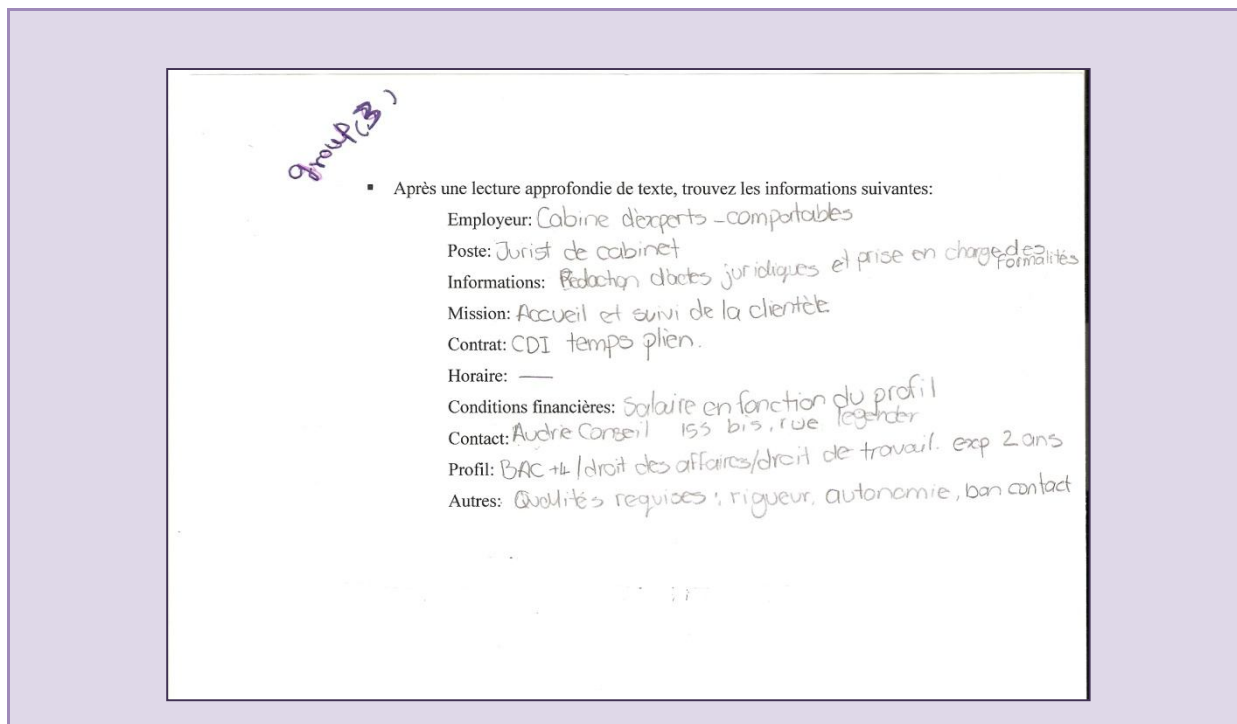 group(3)
▪ Après une lecture approfondie de texte, trouvez les informations suivantes:
Employeur: Cabine d'experts-comportables
Poste: Jurist de cabinet
Informations: Rédaction d'actes juridiques et prise en charge des formalités
Mission: Accueil et suivi de la clientèle
Contrat: CDI temps plien.
Horaire: —
Conditions financières: Salaire en fonction du profil
Contact: Audrie Conseil 155 bis, rue legender
Profil: BAC +4/droit des affaires/droit de travail. exp 2 ans
Autres: Quallités requises: rigueur, autonomie, bon contact